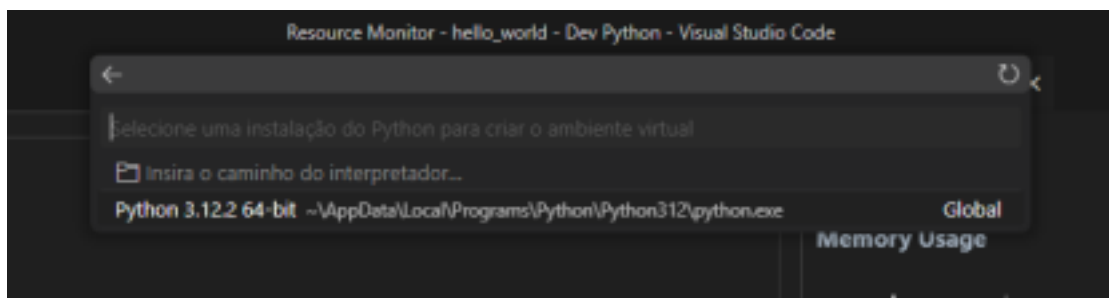 Resource Monitor - hello_world - Dev Python - Visual Studio Code
Selecione uma instalação do Python para criar o ambiente virtual
Insira o caminho do interpretador...
Python 3.12.2 64-bit ~\AppData\Local\Programs\Python\Python312\python.exe Global
Memory Usage